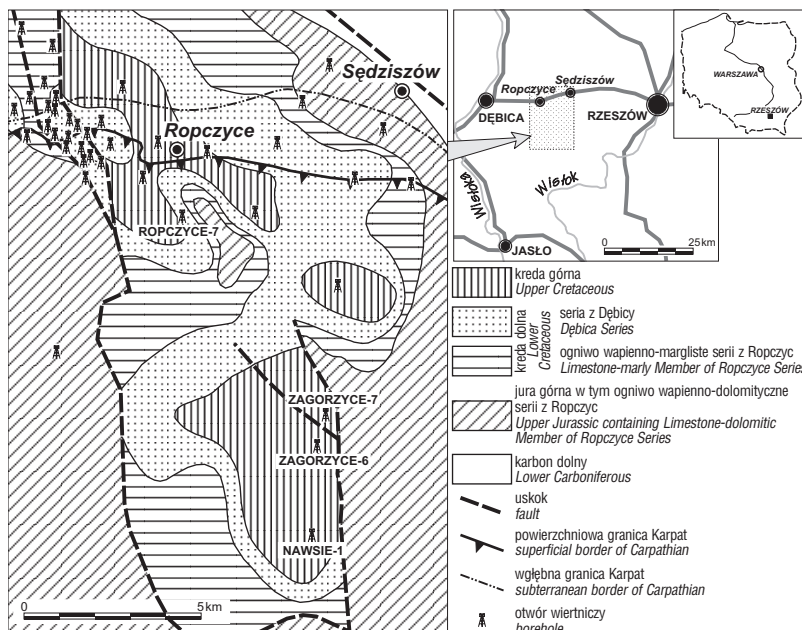 Sędziszów
Ropczyce
ROPCZYCE-7
ZAGORZYCE-7
ZAGORZYCE-6
NAWSIE-1
0 5km
Ropczyce
Sędziszów
DĘBICA
RZESZÓW
Wisłoka
Wisłok
JASŁO
0 25km
WARSZAWA
RZESZÓW
kreda górna
Upper Cretaceous
kreda dolna
Lower
Cretaceous
seria z Dębicy
Dębica Series
ogniwo wapienno-margliste serii z Ropczyc
Limestone-marly Member of Ropczyce Series
jura górna w tym ogniwo wapienno-dolomityczne
serii z Ropczyc
Upper Jurassic containing Limestone-dolomitic
Member of Ropczyce Series
karbon dolny
Lower Carboniferous
uskok
fault
powierzchniowa granica Karpat
superficial border of Carpathian
wgłębna granica Karpat
subterranean border of Carpathian
otwór wiertniczy
borehole